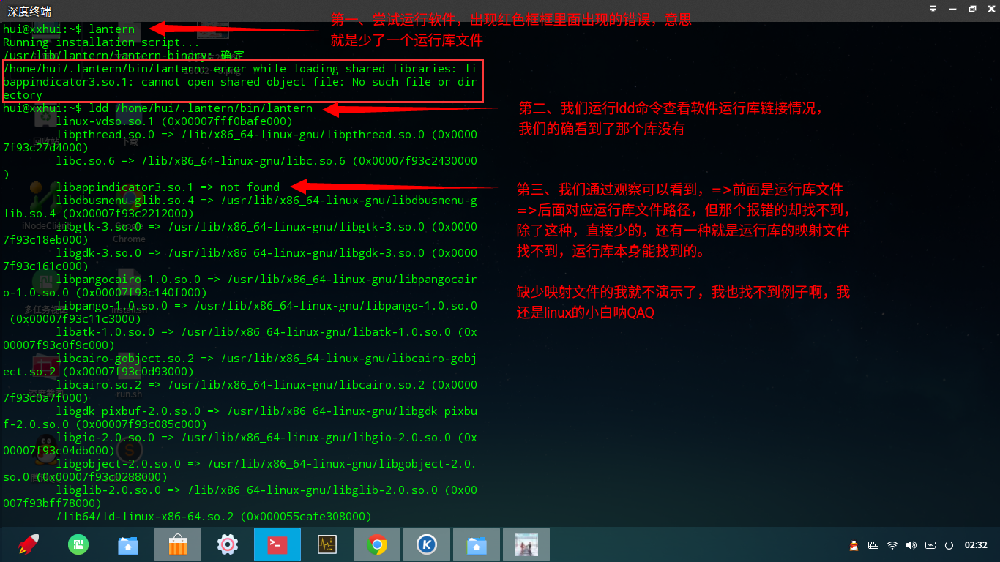 深度终端
hui@xxhui:~$ lantern
Running installation script...
/usr/lib/lantern/lantern-binary: 确定
/home/hui/.lantern/bin/lantern: error while loading shared libraries: li
bappindicator3.so.1: cannot open shared object file: No such file or dir
ectory
hui@xxhui:~$ ldd /home/hui/.lantern/bin/lantern
linux-vdso.so.1 (0x00007fff0bafe000)
libpthread.so.0 => /lib/x86_64-linux-gnu/libpthread.so.0 (0x0000
7f93c27d4000)
libc.so.6 => /lib/x86_64-linux-gnu/libc.so.6 (0x00007f93c2430000
)
libappindicator3.so.1 => not found
libdbusmenu-glib.so.4 => /usr/lib/x86_64-linux-gnu/libdbusmenu-g
lib.so.4 (0x00007f93c2212000)
libgtk-3.so.0 => /usr/lib/x86_64-linux-gnu/libgtk-3.so.0 (0x0000
7f93c18eb000)
libgdk-3.so.0 => /usr/lib/x86_64-linux-gnu/libgdk-3.so.0 (0x0000
7f93c161c000)
libpangocairo-1.0.so.0 => /usr/lib/x86_64-linux-gnu/libpangocair
o-1.0.so.0 (0x00007f93c140f000)
libpango-1.0.so.0 => /usr/lib/x86_64-linux-gnu/libpango-1.0.so.0
(0x00007f93c11c3000)
libatk-1.0.so.0 => /usr/lib/x86_64-linux-gnu/libatk-1.0.so.0 (0x
00007f93c0f9c000)
libcairo-gobject.so.2 => /usr/lib/x86_64-linux-gnu/libcairo-gobj
ect.so.2 (0x00007f93c0d93000)
libcairo.so.2 => /usr/lib/x86_64-linux-gnu/libcairo.so.2 (0x0000
7f93c0a7f000)
libgdk_pixbuf-2.0.so.0 => /usr/lib/x86_64-linux-gnu/libgdk_pixbu
f-2.0.so.0 (0x00007f93c085c000)
libgio-2.0.so.0 => /usr/lib/x86_64-linux-gnu/libgio-2.0.so.0 (0x
00007f93c04db000)
libgobject-2.0.so.0 => /usr/lib/x86_64-linux-gnu/libgobject-2.0.
so.0 (0x00007f93c0288000)
libglib-2.0.so.0 => /lib/x86_64-linux-gnu/libglib-2.0.so.0 (0x00
007f93bff78000)
/lib64/ld-linux-x86-64.so.2 (0x000055cafe308000)
第一、尝试运行软件，出现红色框框里面出现的错误，意思
就是少了一个运行库文件
第二、我们运行ldd命令查看软件运行库链接情况，
我们的确看到了那个库没有
第三、我们通过观察可以看到，=>前面是运行库文件
=>后面对应运行库文件路径，但那个报错的却找不到，
除了这种，直接少的，还有一种就是运行库的映射文件
找不到，运行库本身能找到的。
缺少映射文件的我就不演示了，我也找不到例子啊，我
还是linux的小白呐QAQ
回收站
下载
Chrome
run.sh
02:32